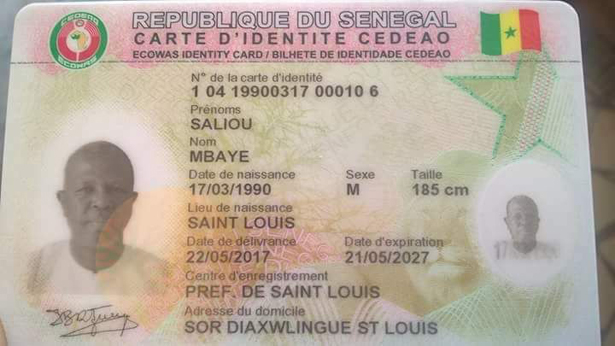 CEDEAO
ECOWAS
REPUBLIQUE DU SENEGAL
CARTE D'IDENTITE CEDEAO
ECOWAS IDENTITY CARD / BILHETE DE IDENTIDADE CEDEAO
N° de la carte d'identité
1 04 19900317 00010 6
Prénoms
SALIOU
Nom
MBAYE
Date de naissance Sexe Taille
17/03/1990 M 185 cm
Lieu de naissance
SAINT LOUIS
Date de délivrance Date d'expiration
22/05/2017 21/05/2027
Centre d'enregistrement
PREF. DE SAINT LOUIS
Adresse du domicile
SOR DIAXWLINGUE ST LOUIS